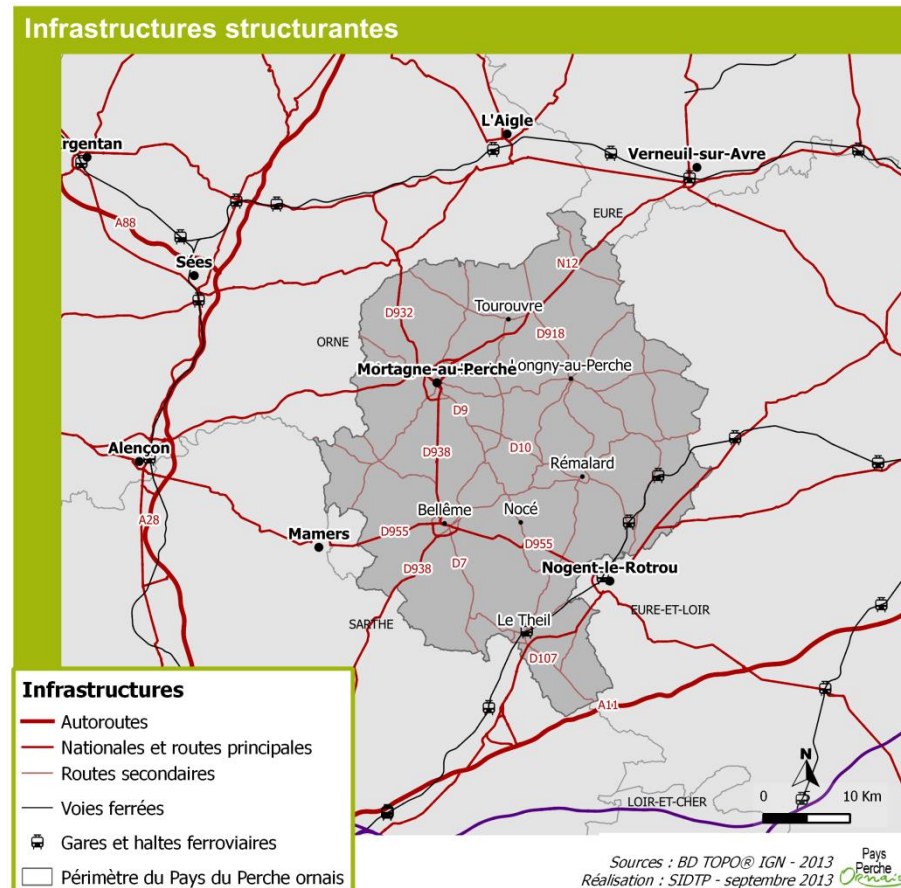 Infrastructures structurantes
L'Aigle
rgentan
Verneuil-sur-Avre
EURE
A88
Sées
N12
D932
Tourouvre
ORNE
D918
Mortagne-au-Perche
Longny-au-Perche
D9
D938
D10
Alençon
Rémalard
A28
Bellême
Nocé
Mamers
D955
D955
D938
D7
Nogent-le-Rotrou
EURE-ET-LOIR
SARTHE
Le Theil
D107
A11
Infrastructures
Autoroutes
Nationales et routes principales
Routes secondaires
Voies ferrées
Gares et haltes ferroviaires
Périmètre du Pays du Perche ornais
N
LOIR-ET-CHER
0 10 Km
Sources : BD TOPO® IGN - 2013
Réalisation : SIDTP - septembre 2013
Pays
Perche
Ornais